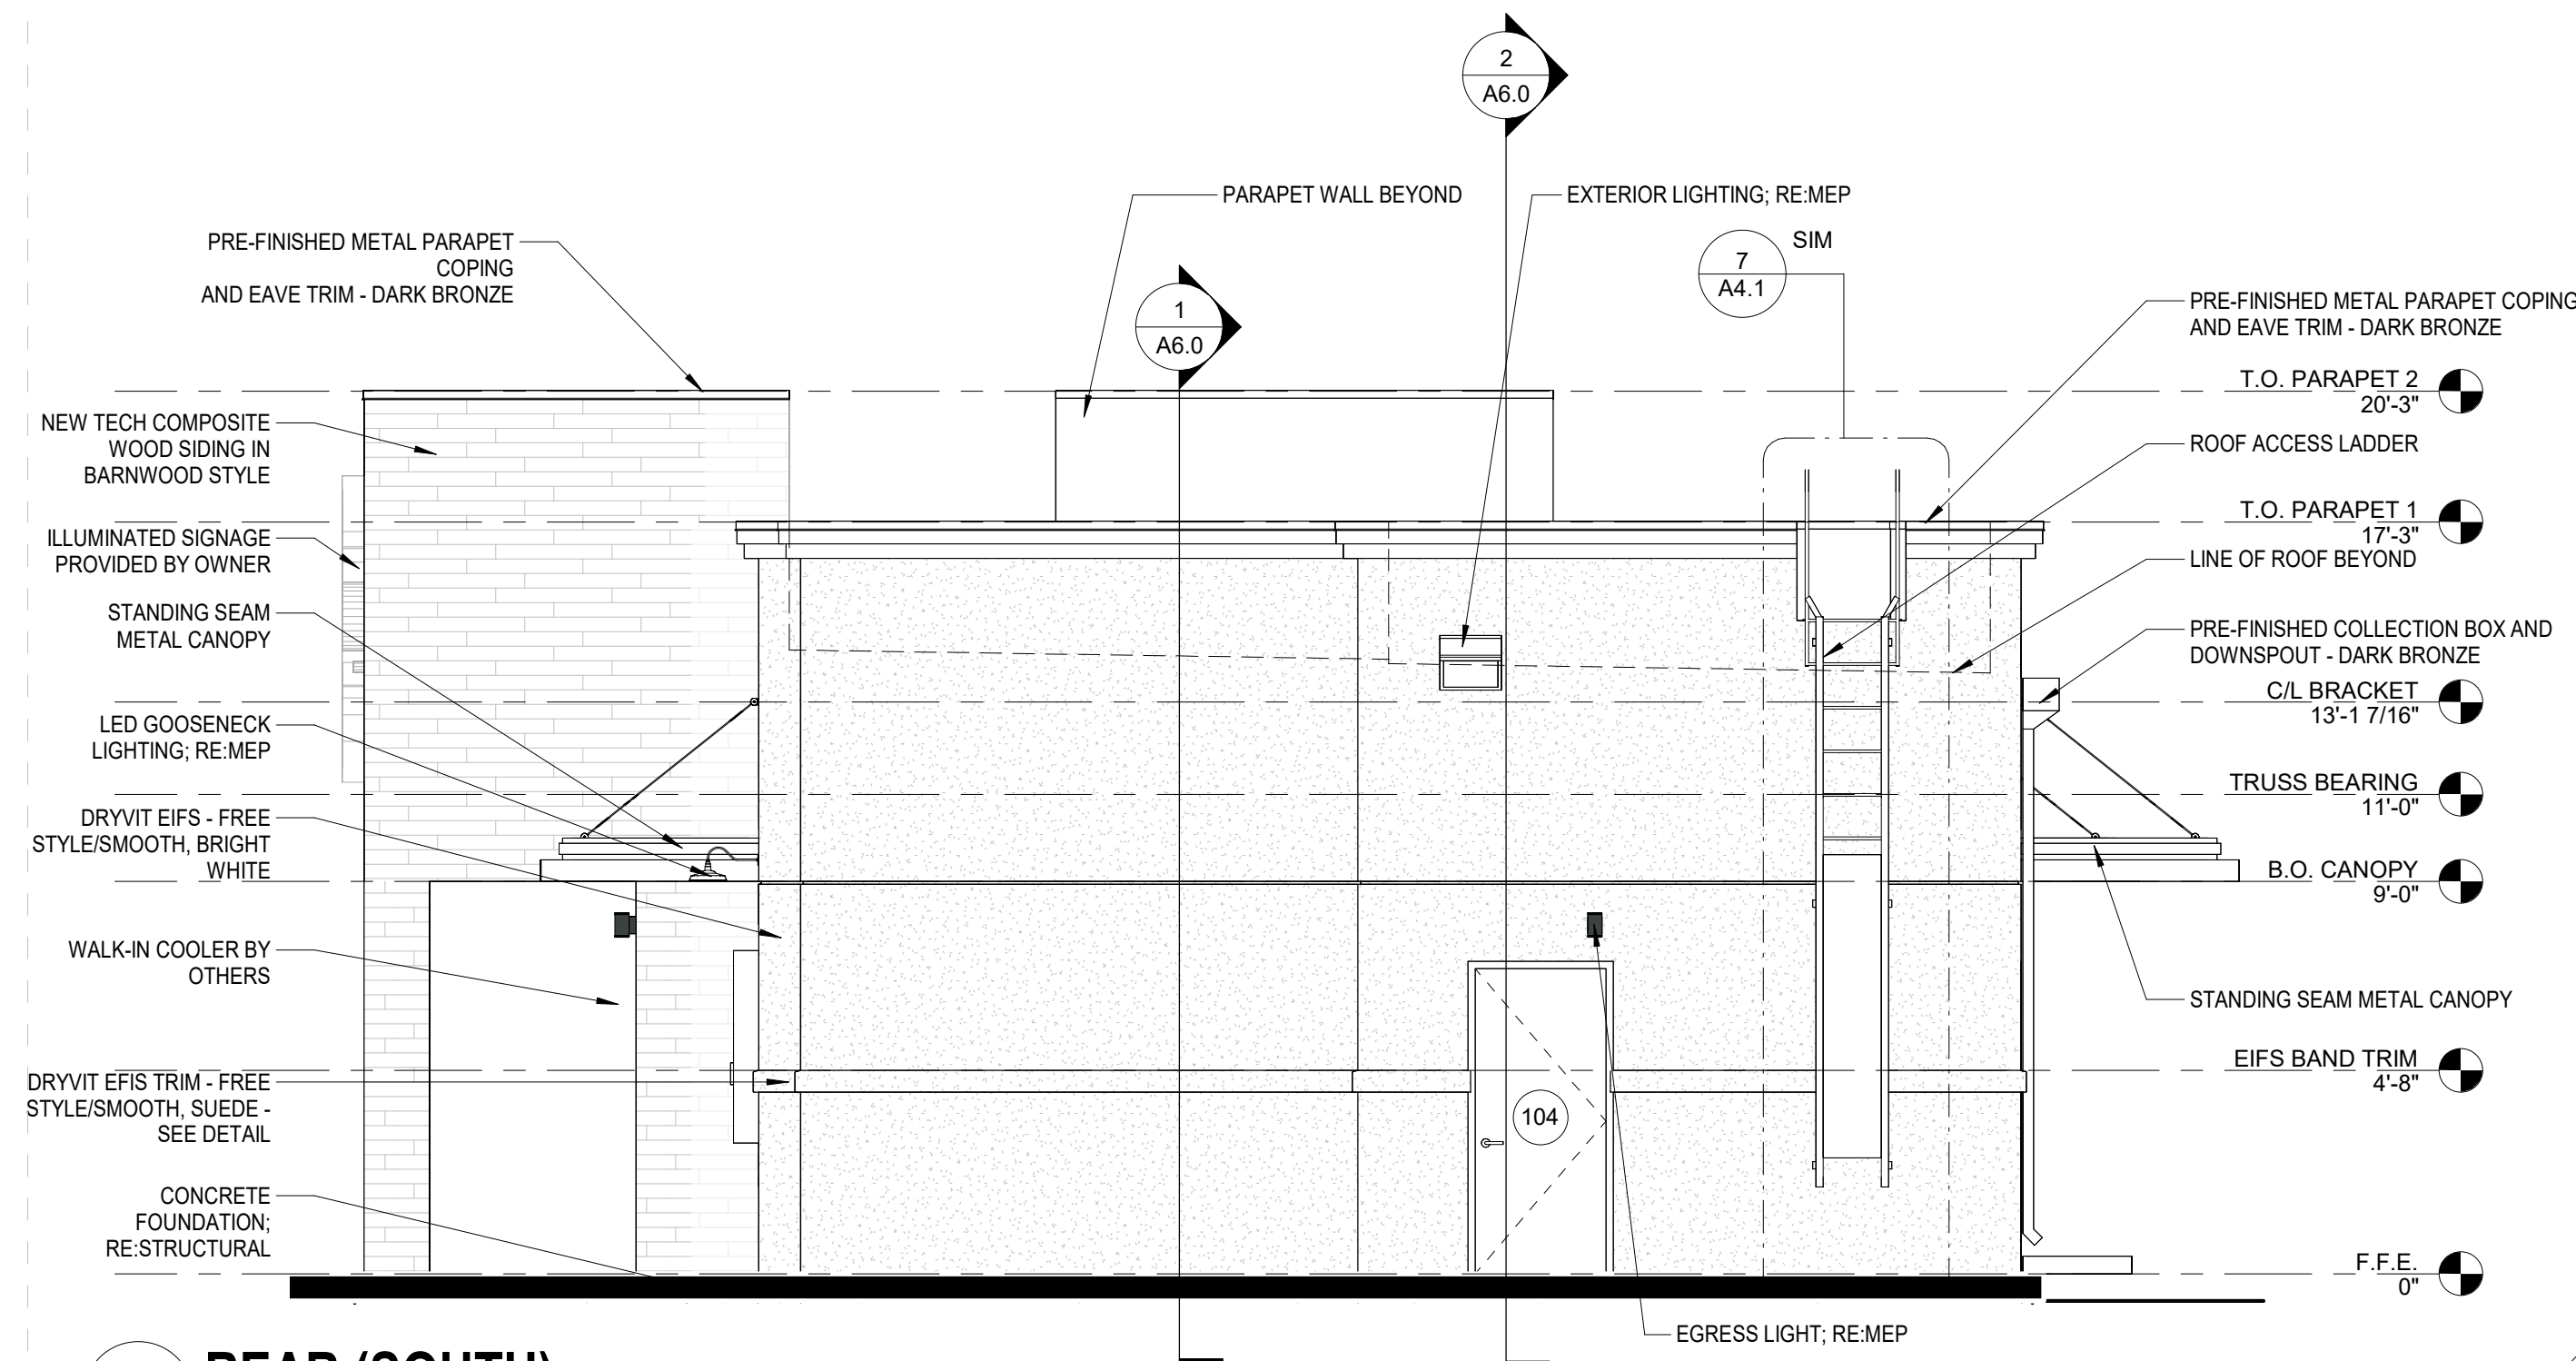 2
A6.0
PARAPET WALL BEYOND
EXTERIOR LIGHTING; RE:MEP
PRE-FINISHED METAL PARAPET
COPING
AND EAVE TRIM - DARK BRONZE
7
A4.1
SIM
1
A6.0
PRE-FINISHED METAL PARAPET COPING
AND EAVE TRIM - DARK BRONZE
T.O. PARAPET 2
20'-3"
NEW TECH COMPOSITE
WOOD SIDING IN
BARNWOOD STYLE
ROOF ACCESS LADDER
T.O. PARAPET 1
17'-3"
ILLUMINATED SIGNAGE
PROVIDED BY OWNER
LINE OF ROOF BEYOND
STANDING SEAM
METAL CANOPY
PRE-FINISHED COLLECTION BOX AND
DOWNSPOUT - DARK BRONZE
C/L BRACKET
13'-1 7/16"
LED GOOSENECK
LIGHTING; RE:MEP
TRUSS BEARING
11'-0"
DRYVIT EIFS - FREE
STYLE/SMOOTH, BRIGHT
WHITE
B.O. CANOPY
9'-0"
WALK-IN COOLER BY
OTHERS
STANDING SEAM METAL CANOPY
EIFS BAND TRIM
4'-8"
DRYVIT EFIS TRIM - FREE
STYLE/SMOOTH, SUEDE -
SEE DETAIL
104
CONCRETE
FOUNDATION;
RE:STRUCTURAL
F.F.E.
0"
EGRESS LIGHT; RE:MEP
REAR (SOUTH)